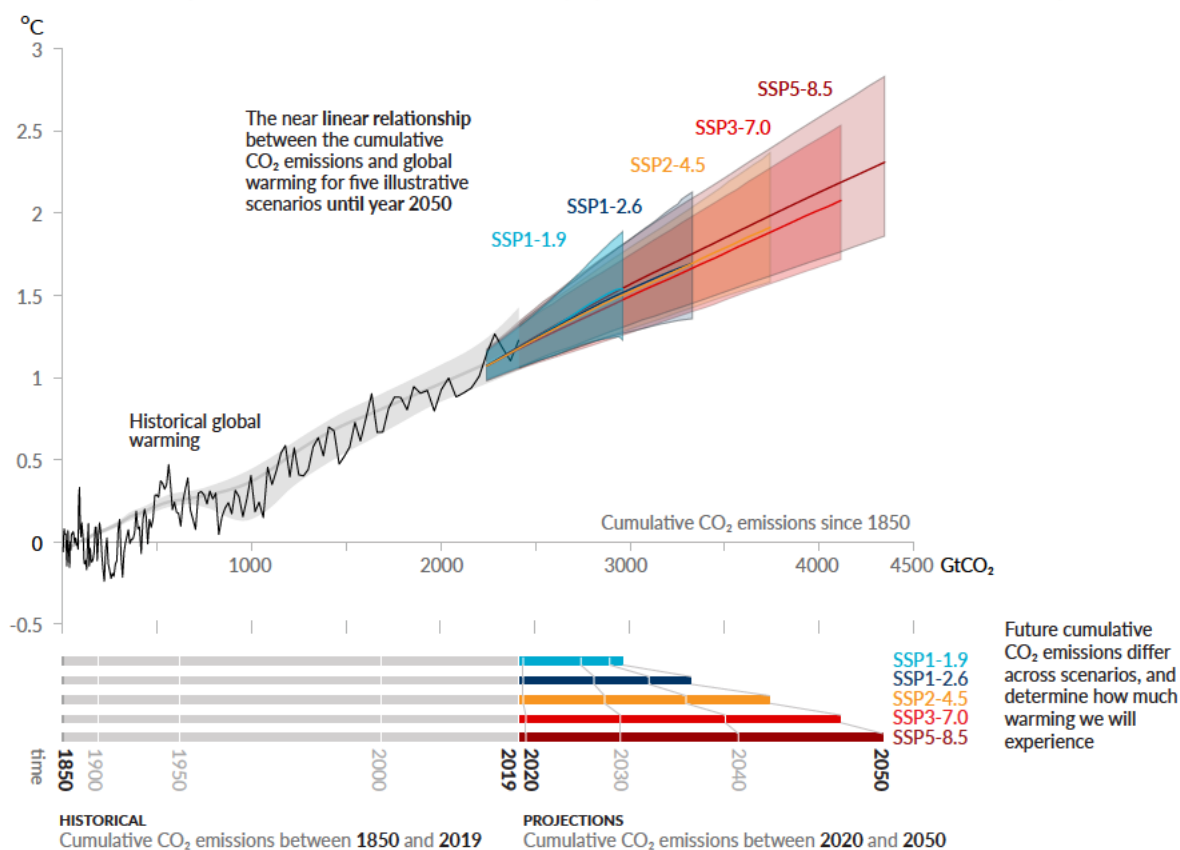 °C
3
2.5
2
1.5
1
0.5
0
-0.5
The near linear relationship
between the cumulative
CO₂ emissions and global
warming for five illustrative
scenarios until year 2050
SSP5-8.5
SSP3-7.0
SSP2-4.5
SSP1-2.6
SSP1-1.9
Historical global
warming
Cumulative CO₂ emissions since 1850
1000
2000
3000
4000
4500
GtCO₂
SSP1-1.9
SSP1-2.6
SSP2-4.5
SSP3-7.0
SSP5-8.5
Future cumulative
CO₂ emissions differ
across scenarios, and
determine how much
warming we will
experience
time
1850
1900
1950
2000
2019
2020
2030
2040
2050
HISTORICAL
Cumulative CO₂ emissions between 1850 and 2019
PROJECTIONS
Cumulative CO₂ emissions between 2020 and 2050